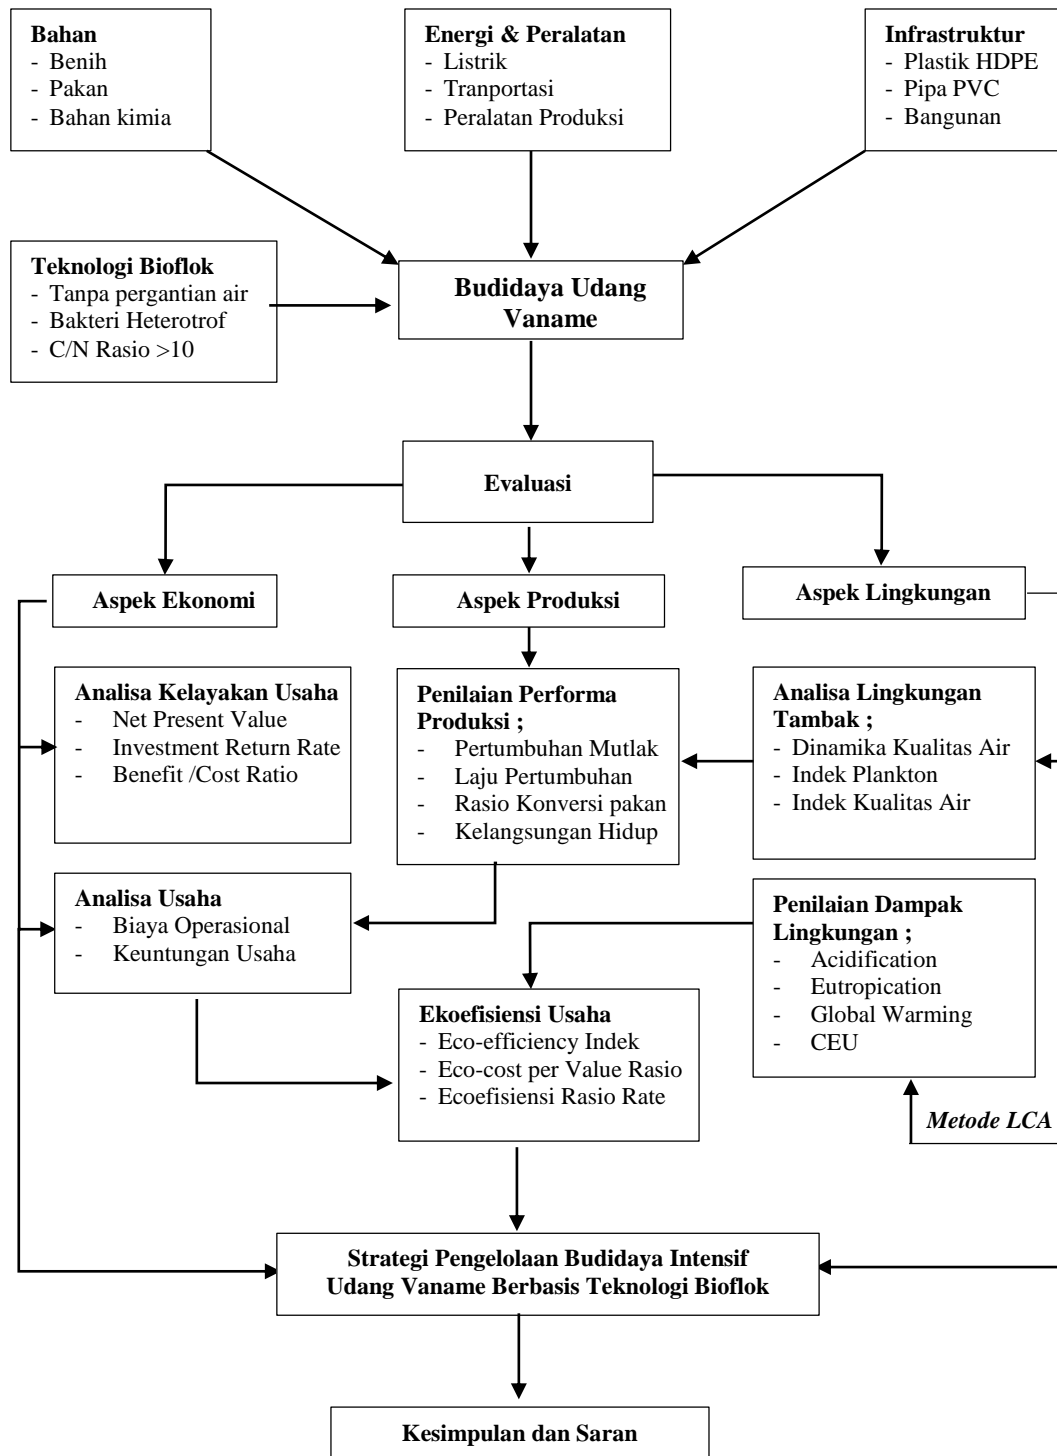 Bahan
- Benih
- Pakan
- Bahan kimia
Energi & Peralatan
- Listrik
- Tranportasi
- Peralatan Produksi
Infrastruktur
- Plastik HDPE
- Pipa PVC
- Bangunan
Teknologi Bioflok
- Tanpa pergantian air
- Bakteri Heterotrof
- C/N Rasio >10
Budidaya Udang
Vaname
Evaluasi
Aspek Ekonomi
Aspek Produksi
Aspek Lingkungan
Analisa Kelayakan Usaha
- Net Present Value
- Investment Return Rate
- Benefit /Cost Ratio
Penilaian Performa
Produksi ;
- Pertumbuhan Mutlak
- Laju Pertumbuhan
- Rasio Konversi pakan
- Kelangsungan Hidup
Analisa Lingkungan
Tambak ;
- Dinamika Kualitas Air
- Indek Plankton
- Indek Kualitas Air
Analisa Usaha
- Biaya Operasional
- Keuntungan Usaha
Penilaian Dampak
Lingkungan ;
- Acidification
- Eutropication
- Global Warming
- CEU
Ekoefisiensi Usaha
- Eco-efficiency Indek
- Eco-cost per Value Rasio
- Ecoefisiensi Rasio Rate
Metode LCA
Strategi Pengelolaan Budidaya Intensif
Udang Vaname Berbasis Teknologi Bioflok
Kesimpulan dan Saran